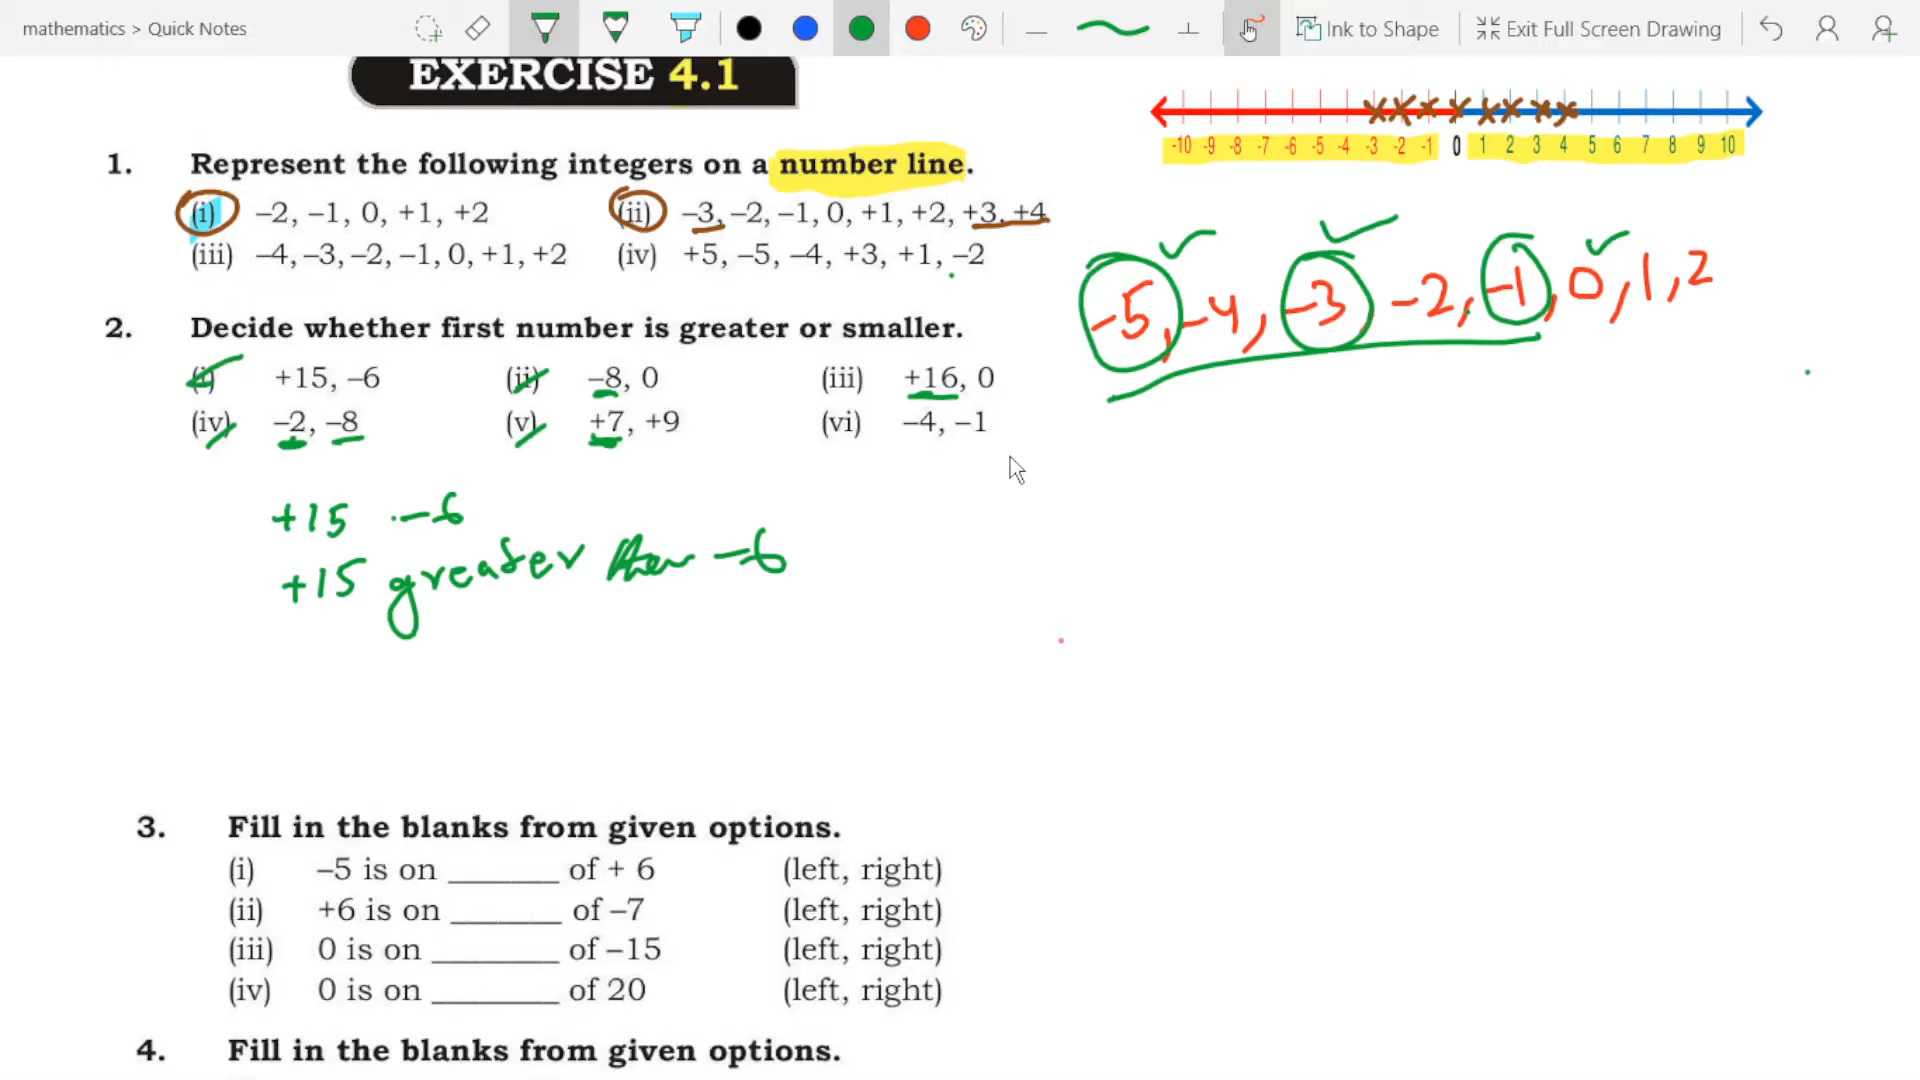 mathematics > Quick Notes
Ink to Shape
Exit Full Screen Drawing
EXERCISE 4.1
-10 -9 -8 -7 -6 -5 -4 -3 -2 -1 0 1 2 3 4 5 6 7 8 9 10
1. Represent the following integers on a number line.
(i) –2, –1, 0, +1, +2 (ii) –3, –2, –1, 0, +1, +2, +3, +4
(iii) –4, –3, –2, –1, 0, +1, +2 (iv) +5, –5, –4, +3, +1, –2
-5, -4, -3, -2, -1, 0, 1, 2
2. Decide whether first number is greater or smaller.
(i) +15, –6 (ii) –8, 0 (iii) +16, 0
(iv) –2, –8 (v) +7, +9 (vi) –4, –1
+15 -6
+15 greater -6
3. Fill in the blanks from given options.
(i) –5 is on _______ of + 6 (left, right)
(ii) +6 is on _______ of –7 (left, right)
(iii) 0 is on ________ of –15 (left, right)
(iv) 0 is on ________ of 20 (left, right)
4. Fill in the blanks from given options.